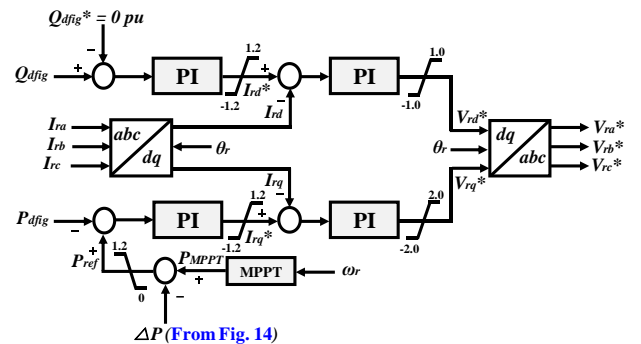 Qdfig* = 0 pu
−
Qdfig + PI 1.2 -1.2 + Ird* PI 1.0 -1.0
−
Ird
Vrd*
Ira
Irb
Irc
abc
dq
θr
θr
dq
abc
Vra*
Vrb*
Vrc*
Irq
Vrq*
−
Pdfig − PI 1.2 -1.2 + Irq* PI 2.0 -2.0
+
Pref 1.2 0 PMPPT + MPPT ωr
−
△P (From Fig. 14)